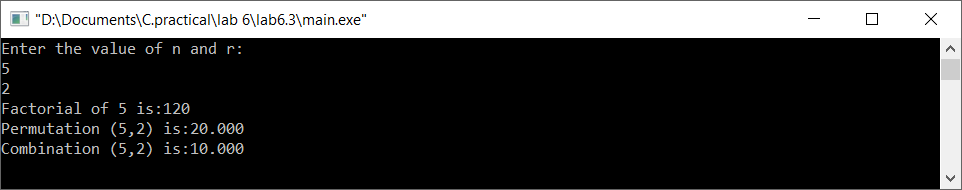 "D:\Documents\C.practical\lab 6\lab6.3\main.exe"
Enter the value of n and r:
5
2
Factorial of 5 is:120
Permutation (5,2) is:20.000
Combination (5,2) is:10.000